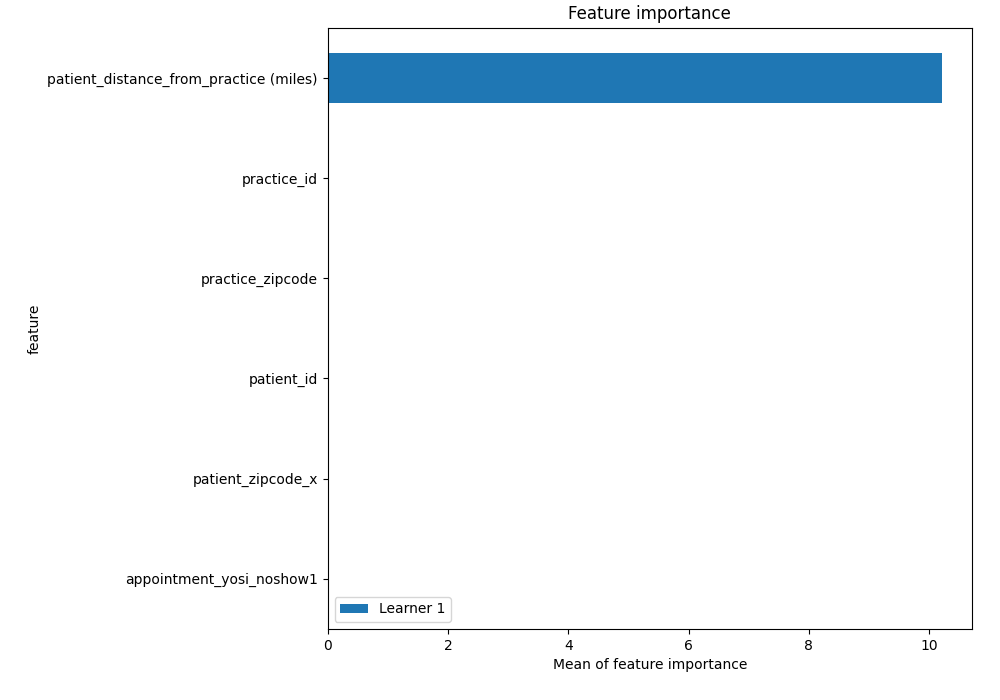 Feature importance
patient_distance_from_practice (miles)
practice_id
practice_zipcode
patient_id
patient_zipcode_x
appointment_yosi_noshow1
feature
Learner 1
0 2 4 6 8 10
Mean of feature importance